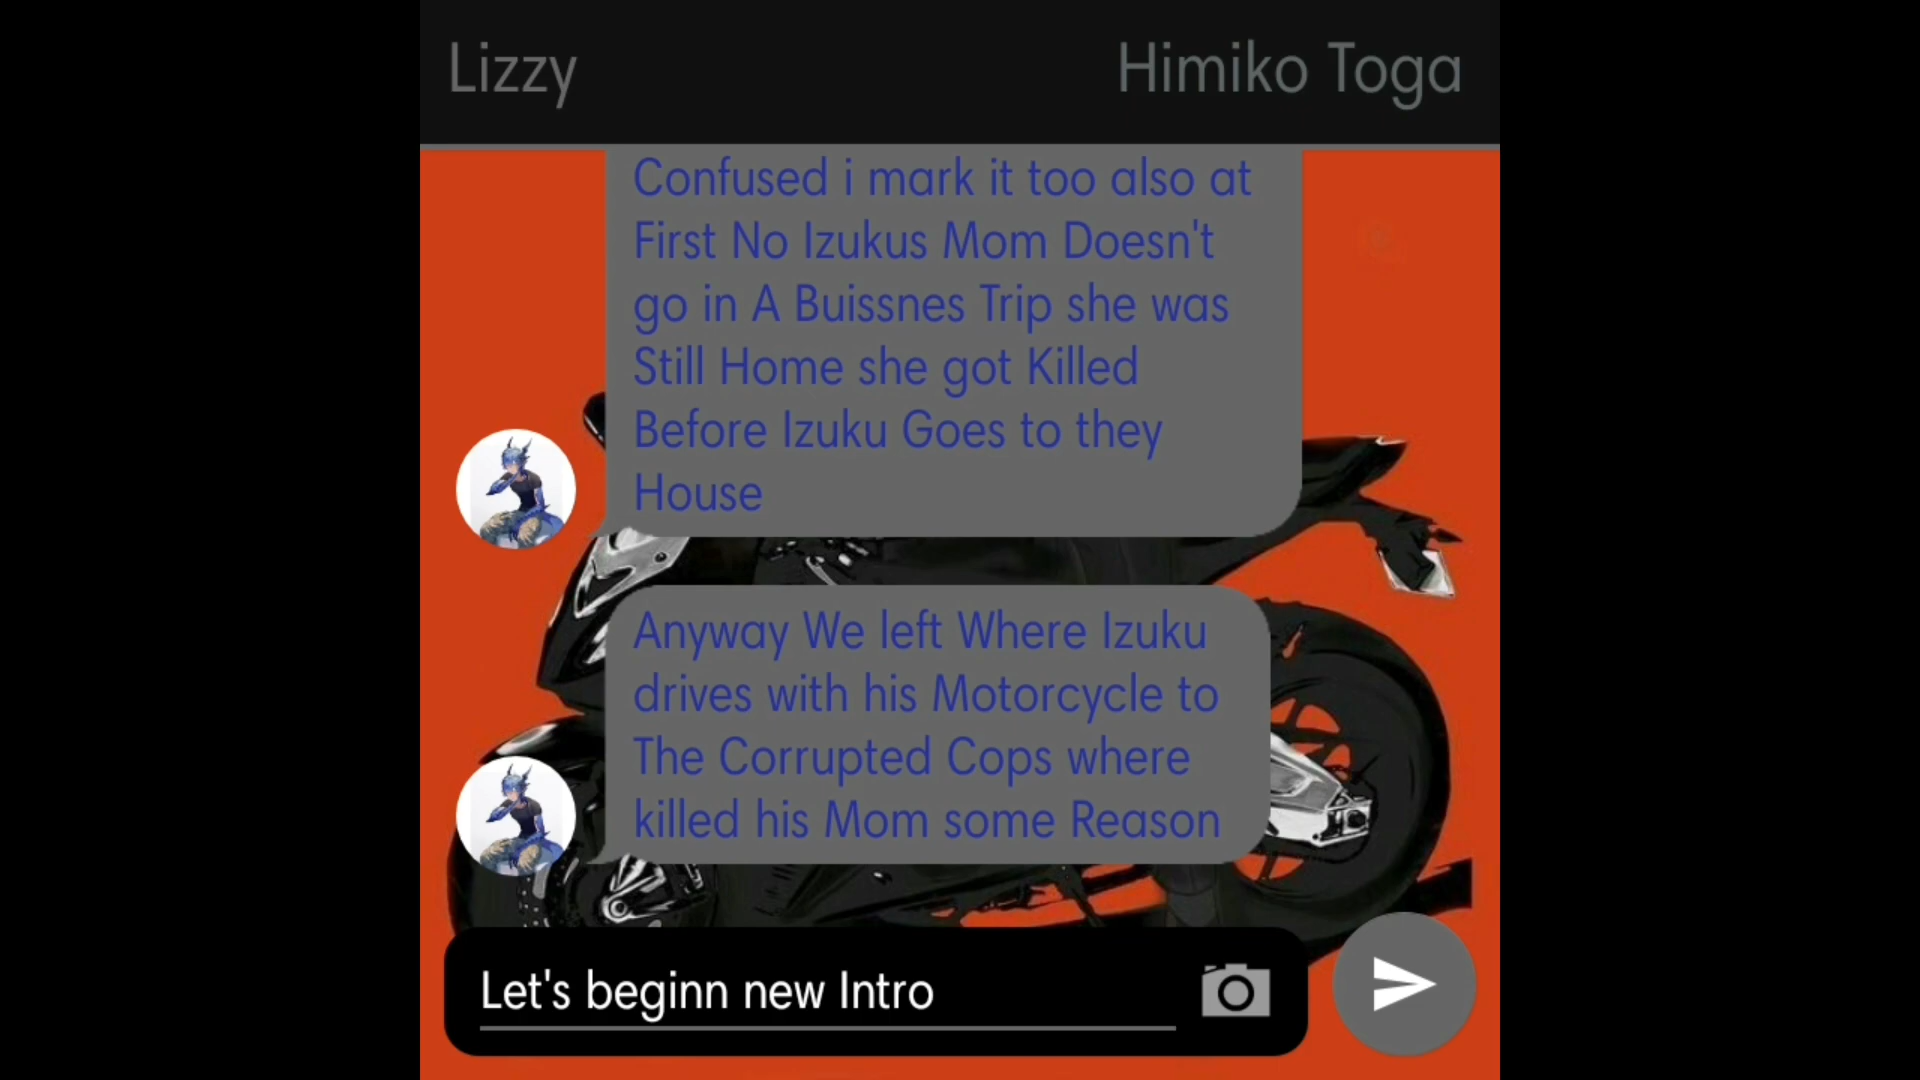 Lizzy
Himiko Toga
Confused i mark it too also at
First No Izukus Mom Doesn't
go in A Buissnes Trip she was
Still Home she got Killed
Before Izuku Goes to they
House
Anyway We left Where Izuku
drives with his Motorcycle to
The Corrupted Cops where
killed his Mom some Reason
Let's beginn new Intro